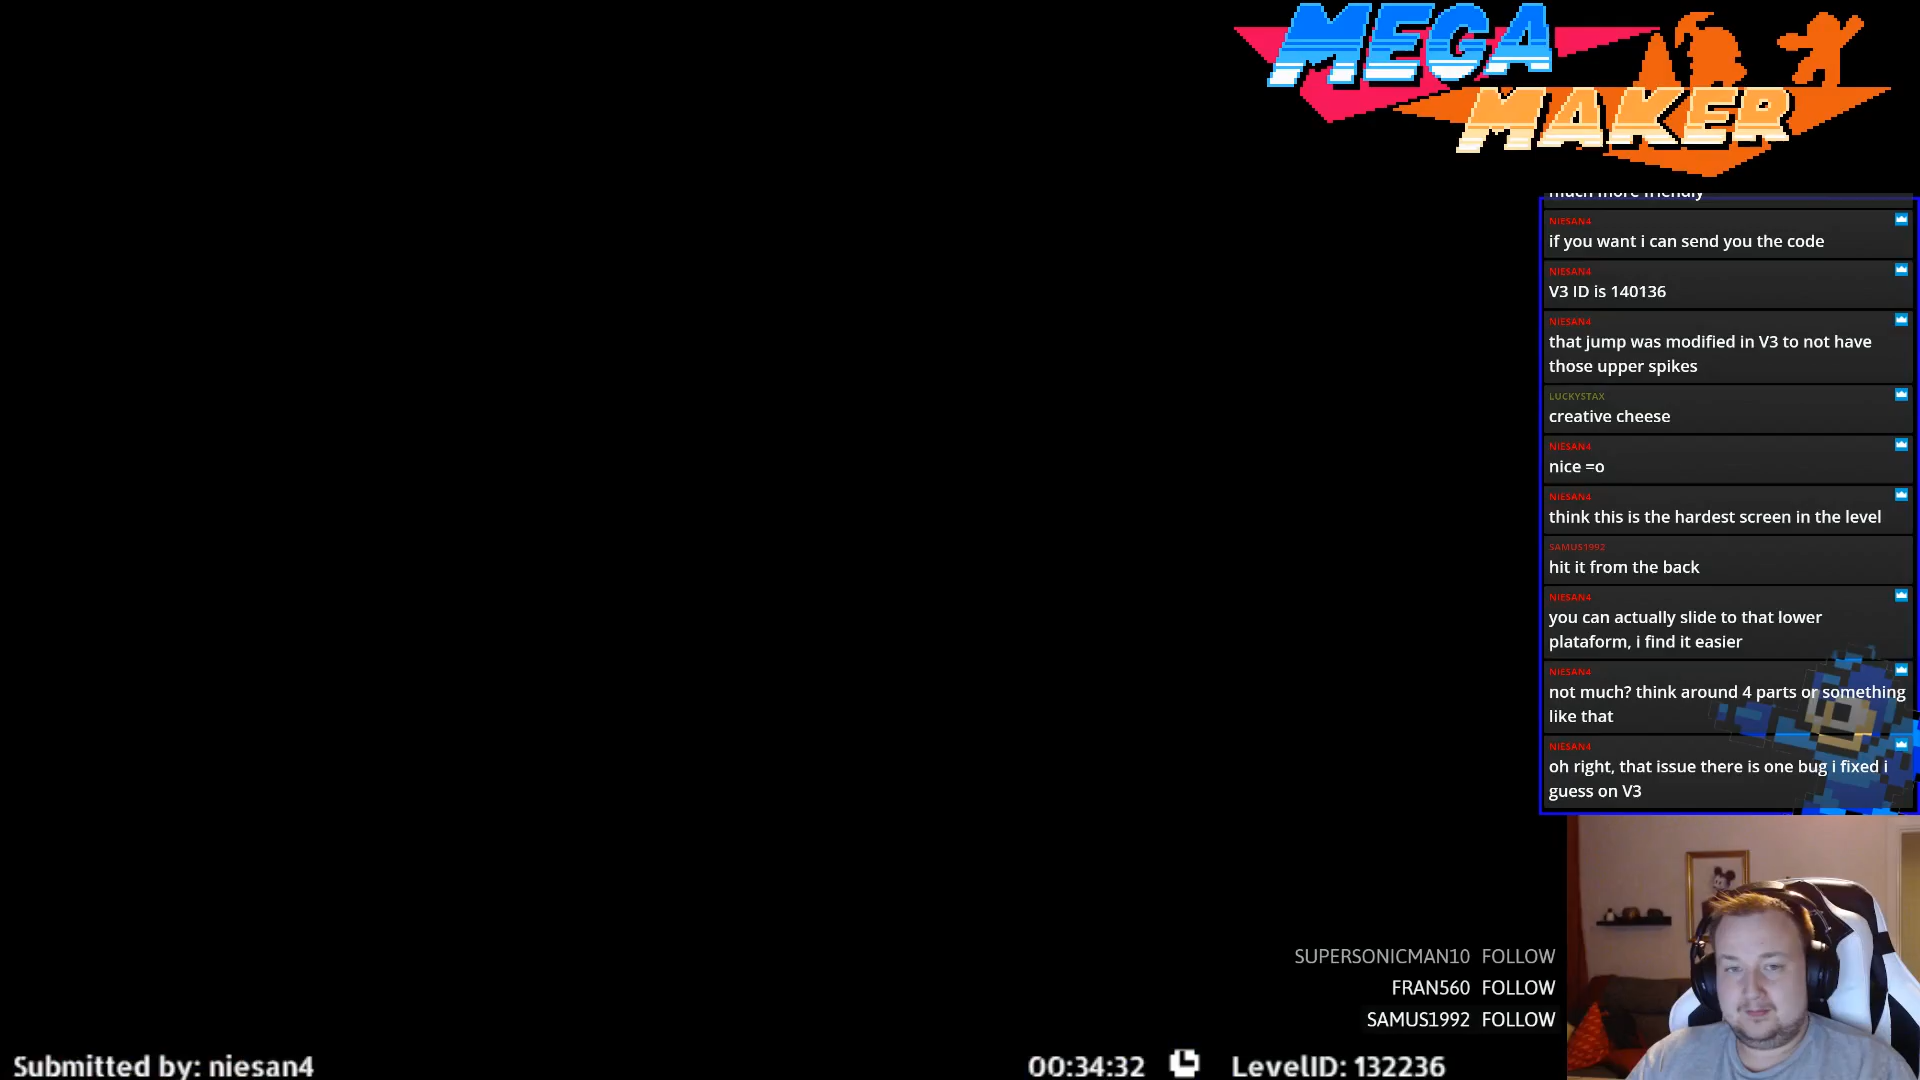 MEGA
MAKER
much more friendly
NIESAN4
if you want i can send you the code
NIESAN4
V3 ID is 140136
NIESAN4
that jump was modified in V3 to not have
those upper spikes
LUCKYSTAX
creative cheese
NIESAN4
nice =o
NIESAN4
think this is the hardest screen in the level
SAMUS1992
hit it from the back
NIESAN4
you can actually slide to that lower
plataform, i find it easier
NIESAN4
not much? think around 4 parts or something
like that
NIESAN4
oh right, that issue there is one bug i fixed i
guess on V3
SUPERSONICMAN10 FOLLOW
FRAN560 FOLLOW
SAMUS1992 FOLLOW
Submitted by: niesan4
00:34:32
LevelID: 132236